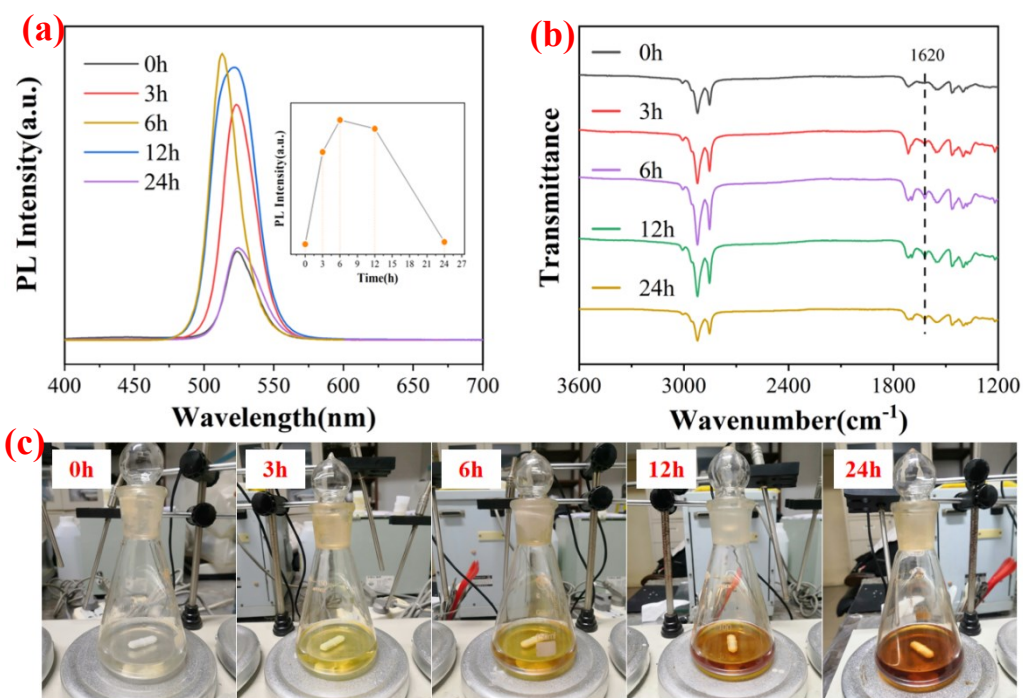 (a)
PL Intensity(a.u.)
0h
3h
6h
12h
24h
PL Intensity(a.u.)
0 3 6 9 12 15 18 21 24 27
Time(h)
400 450 500 550 600 650 700
Wavelength(nm)
(b)
Transmittance
1620
0h
3h
6h
12h
24h
3600 3000 2400 1800 1200
Wavenumber(cm⁻¹)
(c)
0h 3h 6h 12h 24h